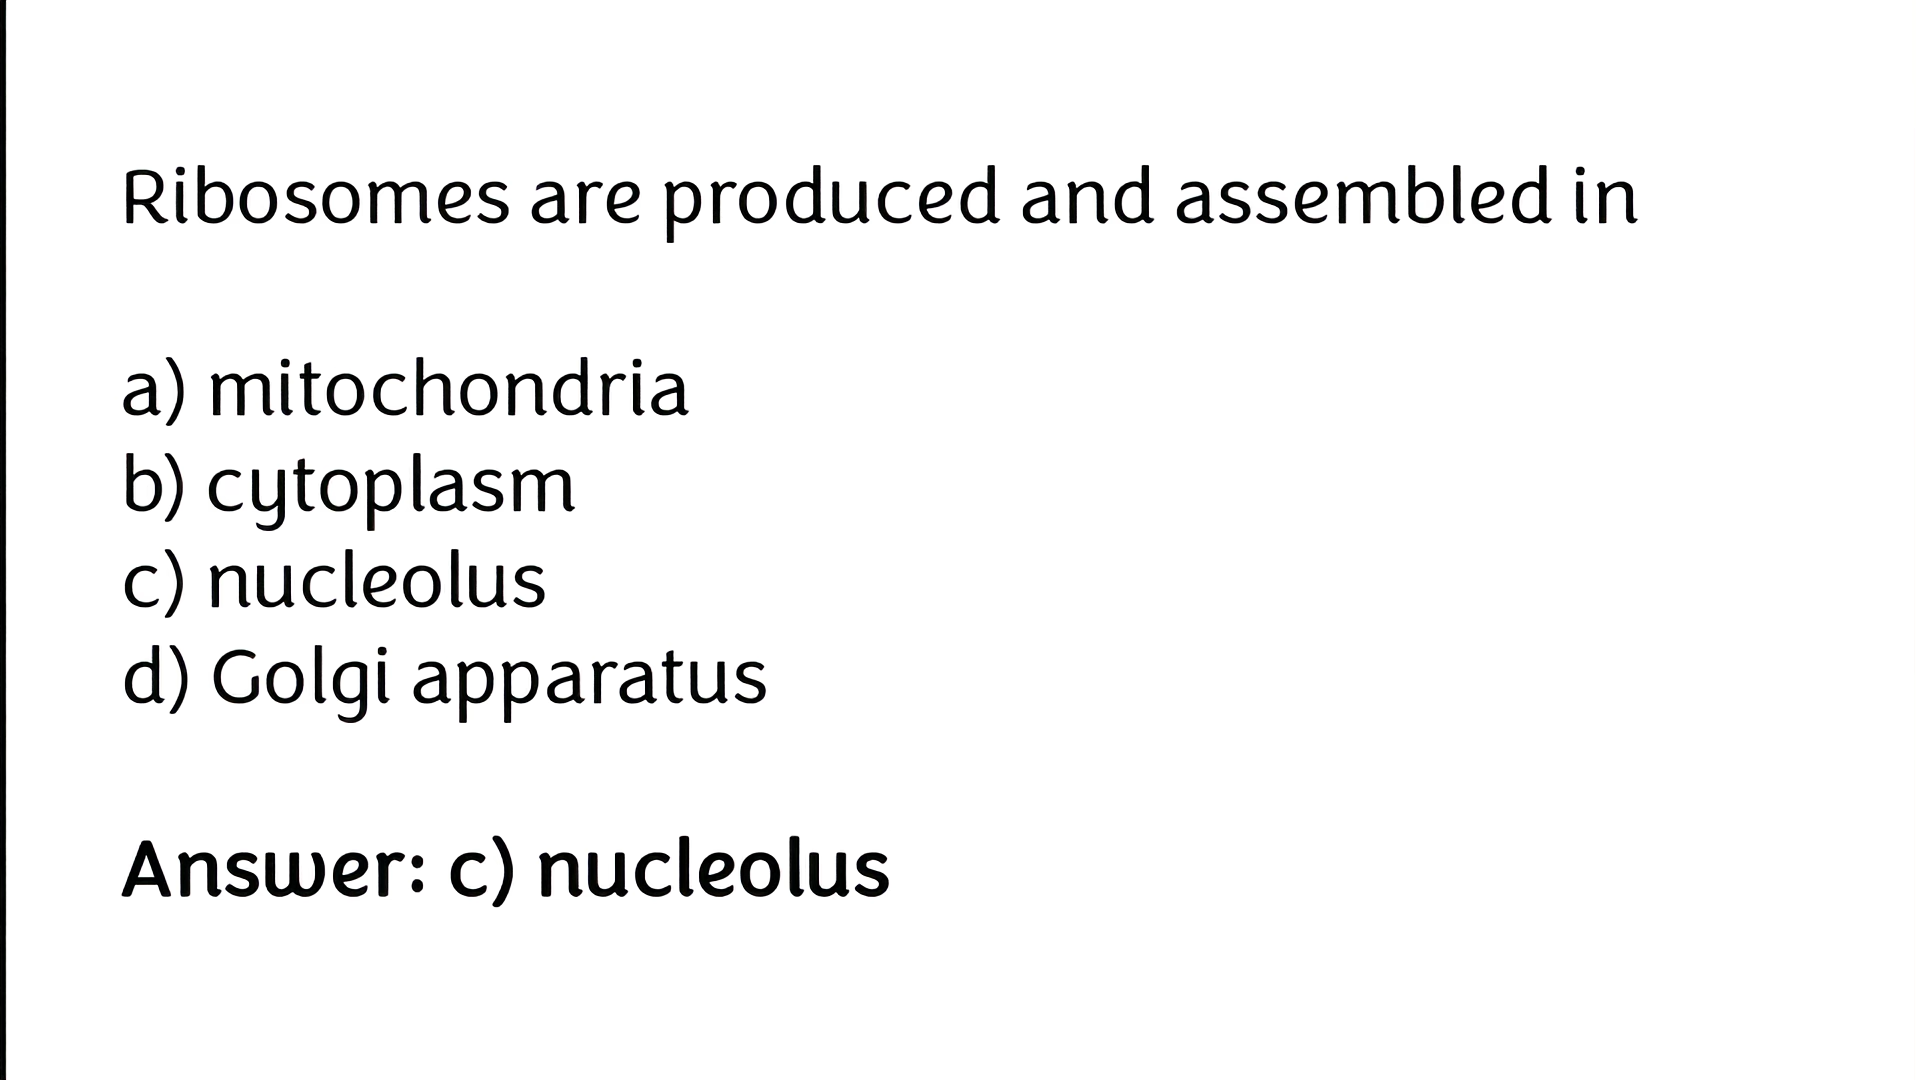 Ribosomes are produced and assembled in
a) mitochondria
b) cytoplasm
c) nucleolus
d) Golgi apparatus
Answer: c) nucleolus